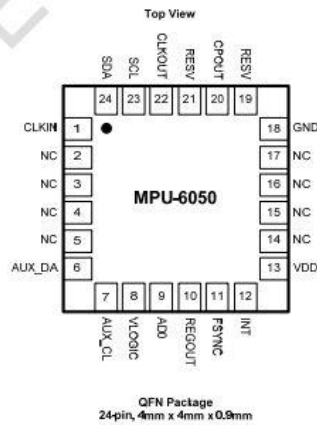 Top View
SDA
SCL
CLKOUT
RESV
CPOUT
RESV
24 23 22 21 20 19
CLKIN 1 18 GND
NC 2 17 NC
NC 3 16 NC
NC 4 15 NC
NC 5 14 NC
AUX_DA 6 13 VDD
MPU-6050
7 8 9 10 11 12
AUX_CL
VLOGIC
AD0
REGOUT
FSYNC
INT
QFN Package
24-pin, 4mm x 4mm x 0.9mm